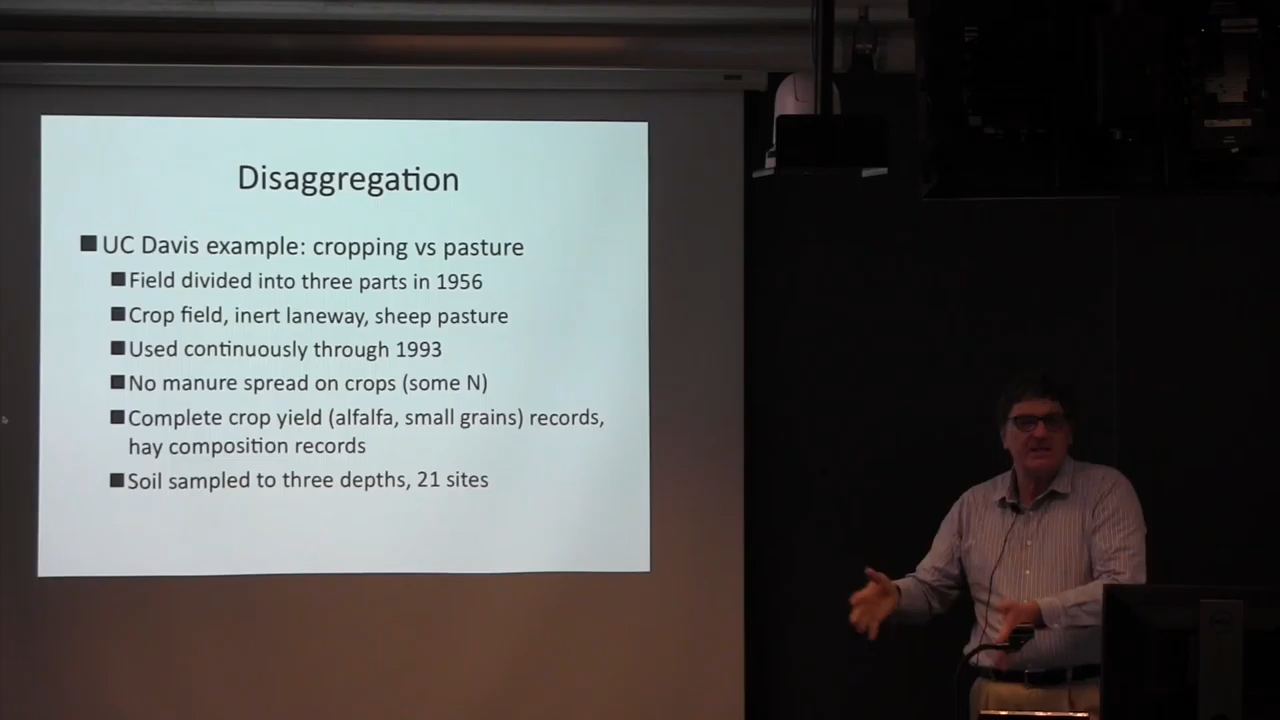 Disaggregation
UC Davis example: cropping vs pasture
Field divided into three parts in 1956
Crop field, inert laneway, sheep pasture
Used continuously through 1993
No manure spread on crops (some N)
Complete crop yield (alfalfa, small grains) records,
hay composition records
Soil sampled to three depths, 21 sites